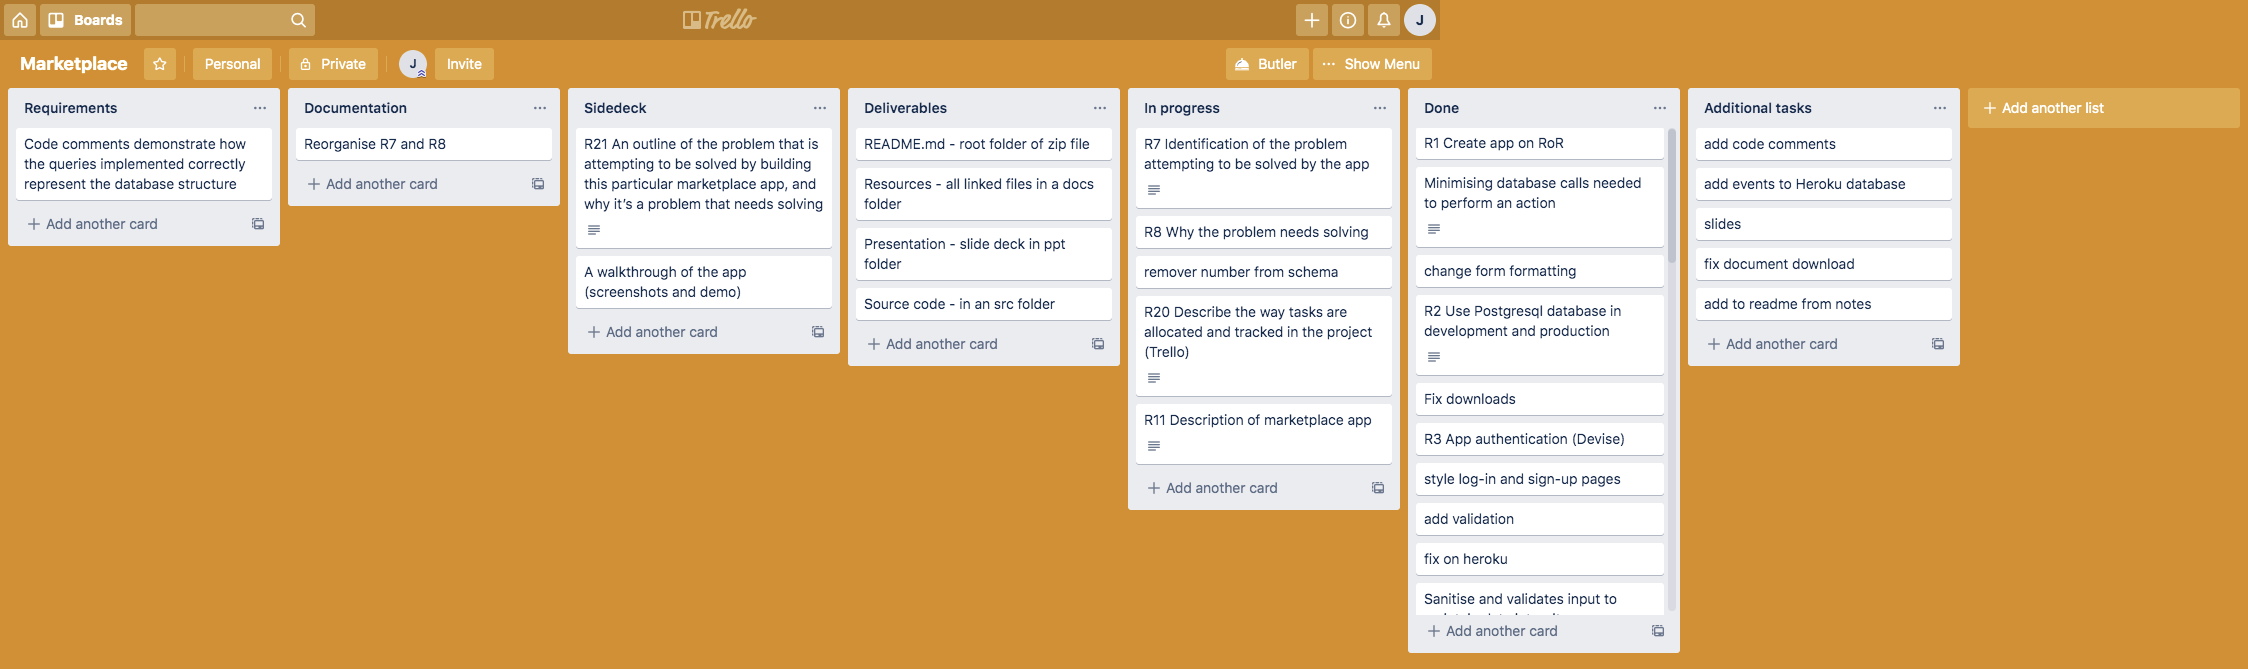 Boards
Trello
J
Marketplace
Personal
Private
J
Invite
Butler
Show Menu
Requirements
Code comments demonstrate how
the queries implemented correctly
represent the database structure
Add another card
Documentation
Reorganise R7 and R8
Add another card
Sidedeck
R21 An outline of the problem that is
attempting to be solved by building
this particular marketplace app, and
why it's a problem that needs solving
A walkthrough of the app
(screenshots and demo)
Add another card
Deliverables
README.md - root folder of zip file
Resources - all linked files in a docs
folder
Presentation - slide deck in ppt
folder
Source code - in an src folder
Add another card
In progress
R7 Identification of the problem
attempting to be solved by the app
R8 Why the problem needs solving
remover number from schema
R20 Describe the way tasks are
allocated and tracked in the project
(Trello)
R11 Description of marketplace app
Add another card
Done
R1 Create app on RoR
Minimising database calls needed
to perform an action
change form formatting
R2 Use Postgresql database in
development and production
Fix downloads
R3 App authentication (Devise)
style log-in and sign-up pages
add validation
fix on heroku
Sanitise and validates input to
Add another card
Additional tasks
add code comments
add events to Heroku database
slides
fix document download
add to readme from notes
Add another card
Add another list